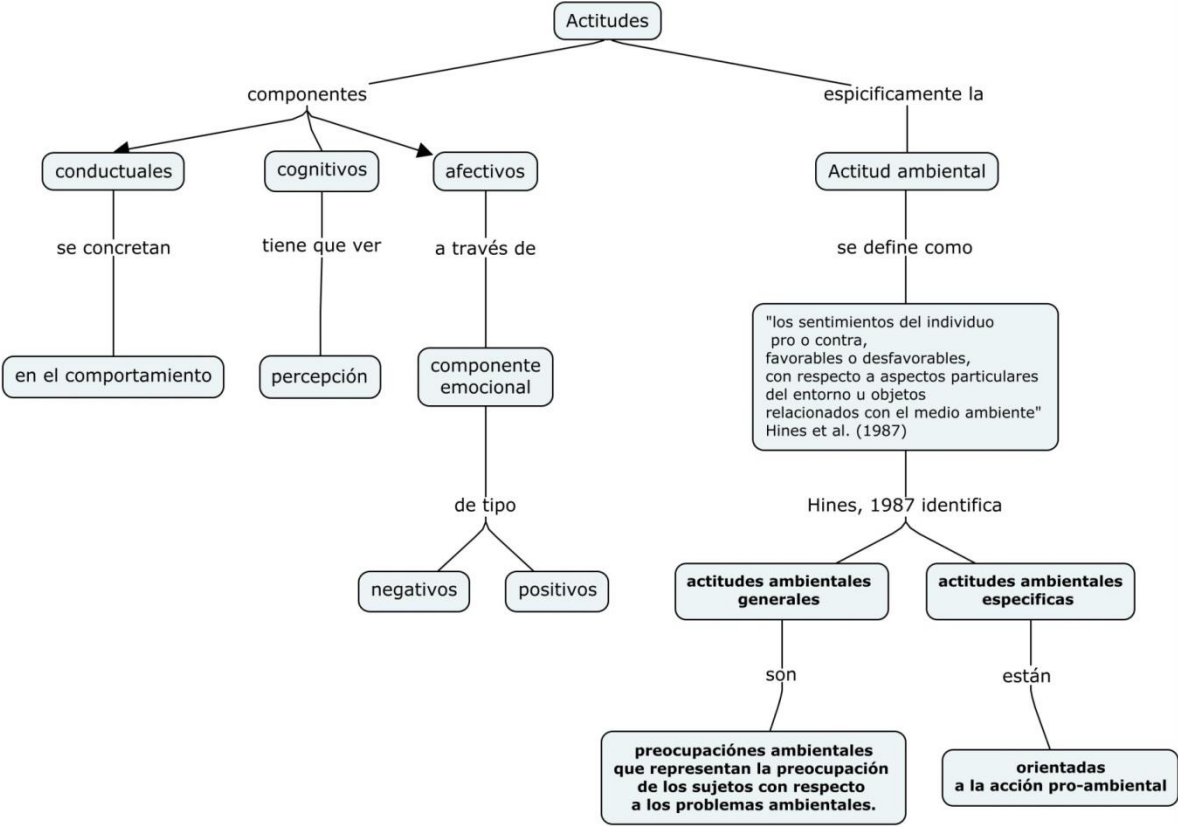 Actitudes
componentes
espicificamente la
conductuales
cognitivos
afectivos
Actitud ambiental
se concretan
tiene que ver
a través de
se define como
en el comportamiento
percepción
componente
emocional
"los sentimientos del individuo
pro o contra,
favorables o desfavorables,
con respecto a aspectos particulares
del entorno u objetos
relacionados con el medio ambiente"
Hines et al. (1987)
de tipo
Hines, 1987 identifica
negativos
positivos
actitudes ambientales
generales
actitudes ambientales
especificas
son
están
preocupaciónes ambientales
que representan la preocupación
de los sujetos con respecto
a los problemas ambientales.
orientadas
a la acción pro-ambiental